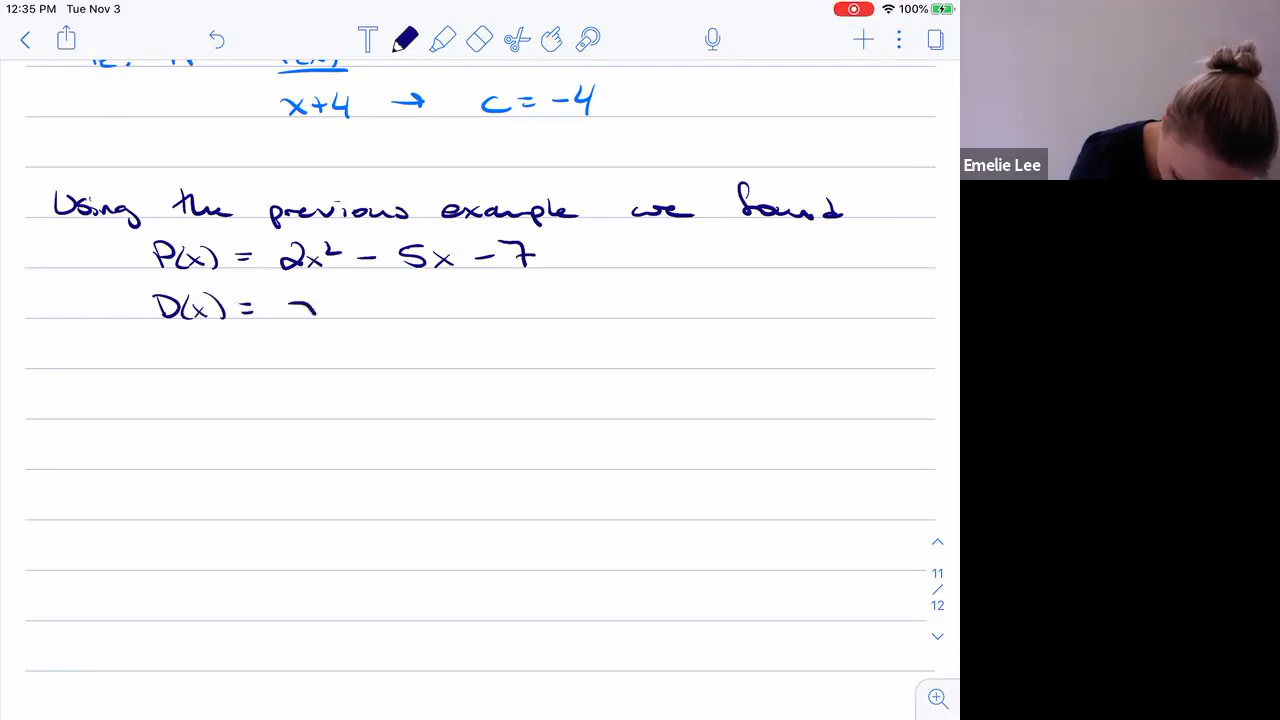 12:35 PM Tue Nov 3
100%
x+4 → c = -4
Using the previous example we found
P(x) = 2x² - 5x - 7
D(x) =
T
11
/
12
Emelie Lee